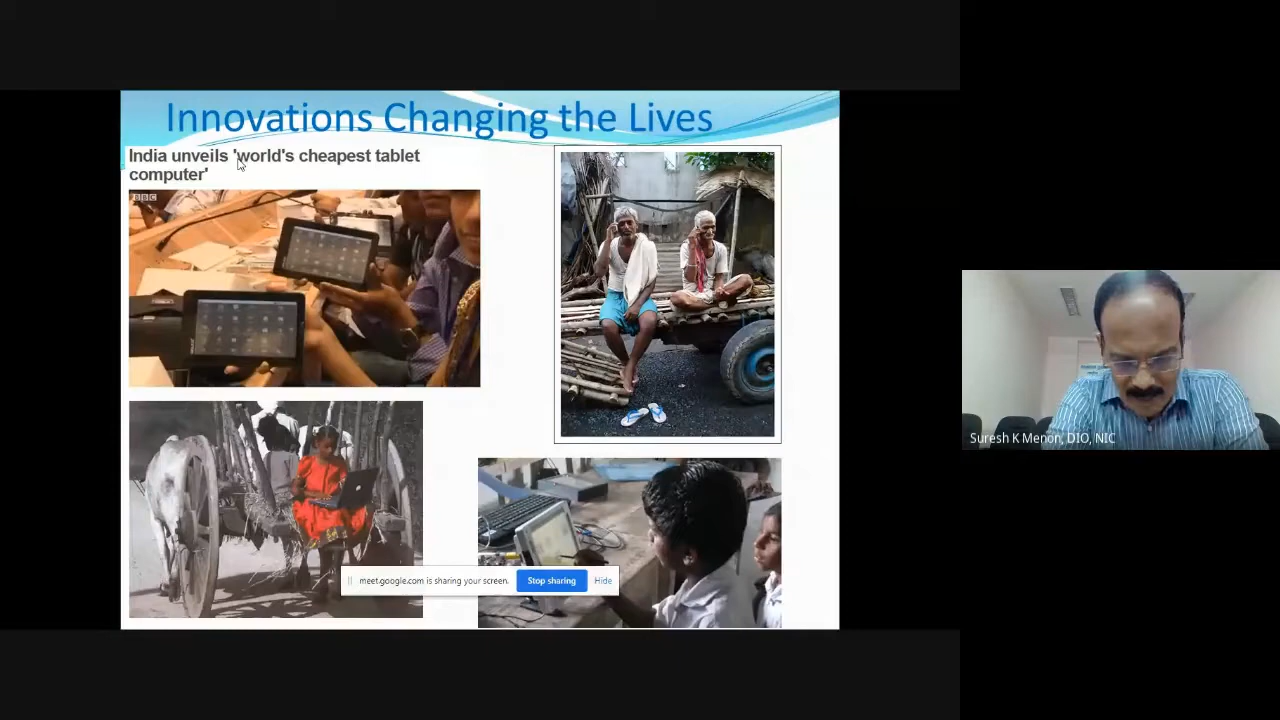 Innovations Changing the Lives
India unveils 'world's cheapest tablet
computer'
BBC
meet.google.com is sharing your screen.
Stop sharing
Hide
Suresh K Menon, DIO, NIC